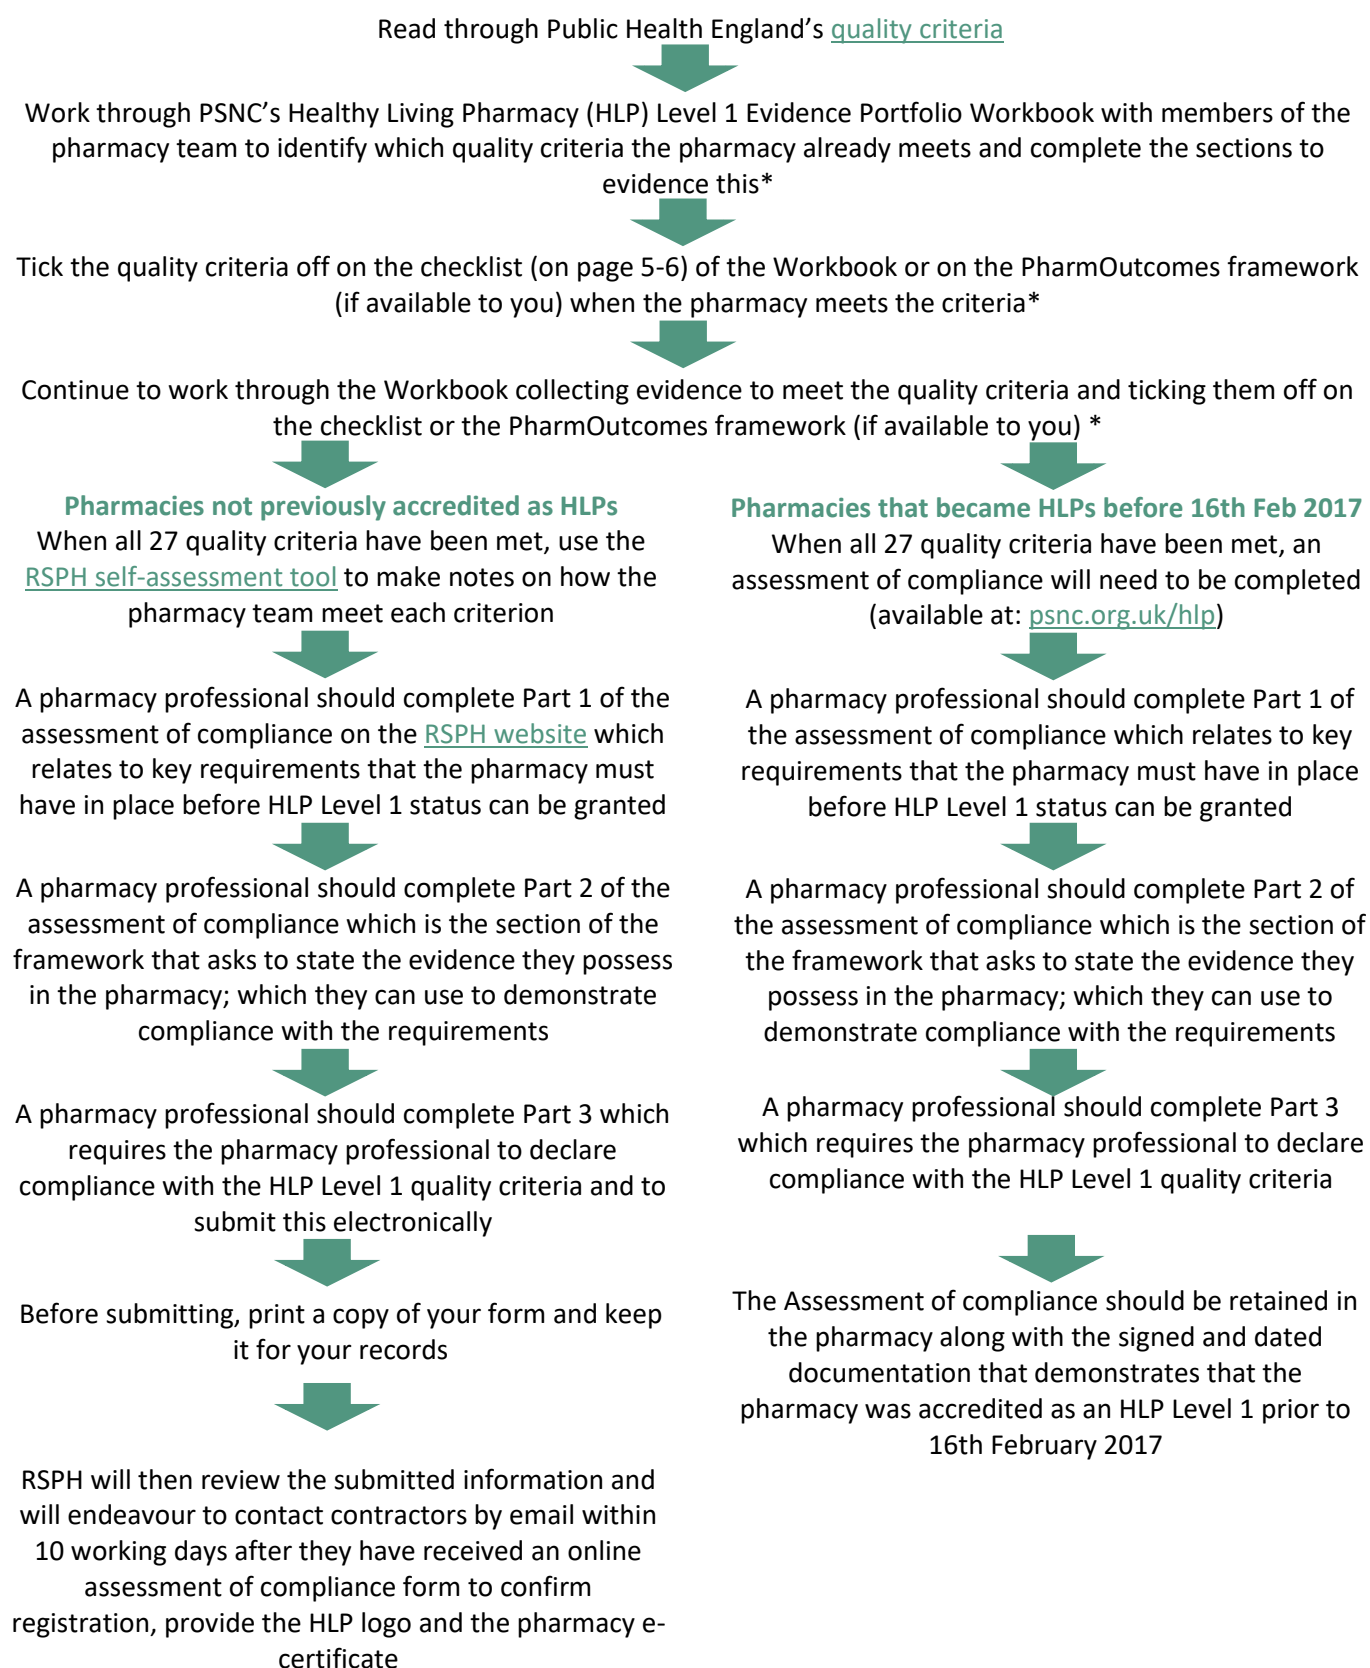 Read through Public Health England’s quality criteria
Work through PSNC’s Healthy Living Pharmacy (HLP) Level 1 Evidence Portfolio Workbook with members of the
pharmacy team to identify which quality criteria the pharmacy already meets and complete the sections to
evidence this*
Tick the quality criteria off on the checklist (on page 5-6) of the Workbook or on the PharmOutcomes framework
(if available to you) when the pharmacy meets the criteria*
Continue to work through the Workbook collecting evidence to meet the quality criteria and ticking them off on
the checklist or the PharmOutcomes framework (if available to you) *
Pharmacies not previously accredited as HLPs
When all 27 quality criteria have been met, use the
RSPH self-assessment tool to make notes on how the
pharmacy team meet each criterion
A pharmacy professional should complete Part 1 of the
assessment of compliance on the RSPH website which
relates to key requirements that the pharmacy must
have in place before HLP Level 1 status can be granted
A pharmacy professional should complete Part 2 of the
assessment of compliance which is the section of the
framework that asks to state the evidence they possess
in the pharmacy; which they can use to demonstrate
compliance with the requirements
A pharmacy professional should complete Part 3 which
requires the pharmacy professional to declare
compliance with the HLP Level 1 quality criteria and to
submit this electronically
Before submitting, print a copy of your form and keep
it for your records
RSPH will then review the submitted information and
will endeavour to contact contractors by email within
10 working days after they have received an online
assessment of compliance form to confirm
registration, provide the HLP logo and the pharmacy e-
certificate
Pharmacies that became HLPs before 16th Feb 2017
When all 27 quality criteria have been met, an
assessment of compliance will need to be completed
(available at: psnc.org.uk/hlp)
A pharmacy professional should complete Part 1 of
the assessment of compliance which relates to key
requirements that the pharmacy must have in place
before HLP Level 1 status can be granted
A pharmacy professional should complete Part 2 of
the assessment of compliance which is the section of
the framework that asks to state the evidence they
possess in the pharmacy; which they can use to
demonstrate compliance with the requirements
A pharmacy professional should complete Part 3
which requires the pharmacy professional to declare
compliance with the HLP Level 1 quality criteria
The Assessment of compliance should be retained in
the pharmacy along with the signed and dated
documentation that demonstrates that the
pharmacy was accredited as an HLP Level 1 prior to
16th February 2017